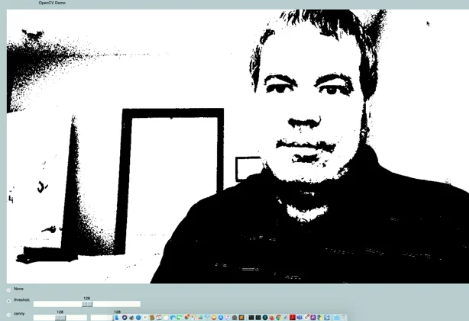 OpenCV Demo
None
threshold
128
canny
128
128